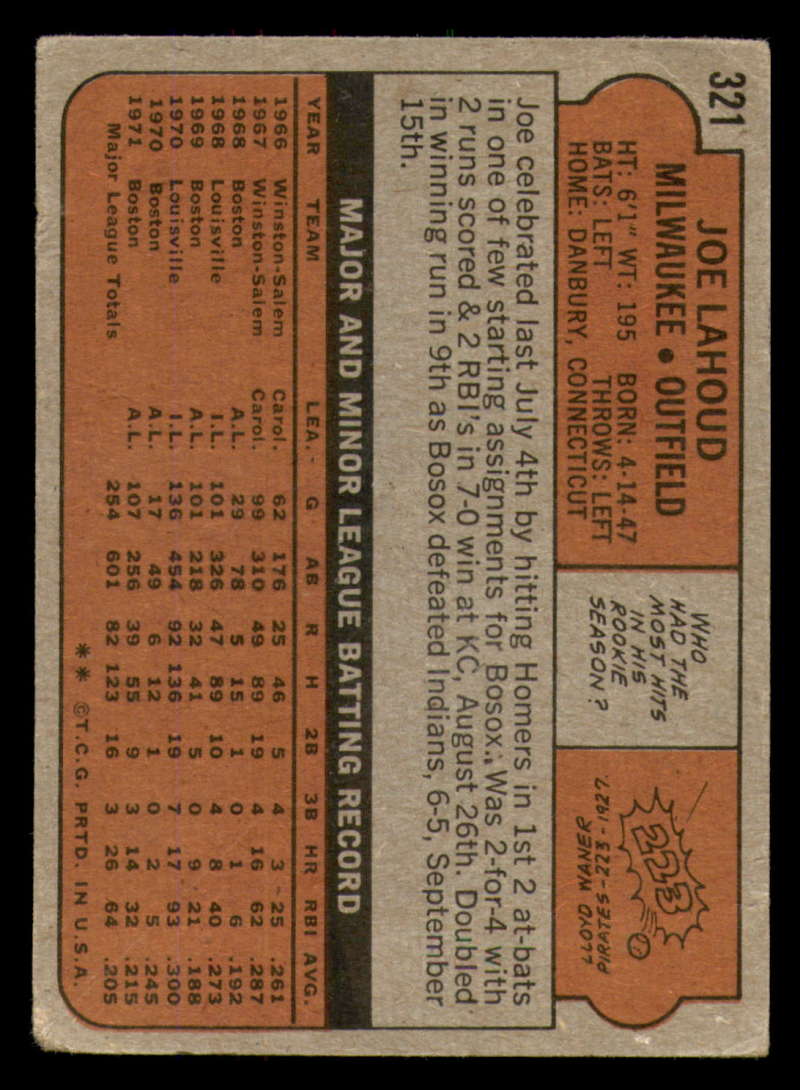 321
JOE LAHOUD
MILWAUKEE • OUTFIELD
HT: 6'1" WT: 195 BORN: 4-14-47
BATS: LEFT THROWS: LEFT
HOME: DANBURY, CONNECTICUT
WHO
HAD THE
MOST HITS
IN HIS
ROOKIE
SEASON?
223
LLOYD WANER
PIRATES-223-1927.
Joe celebrated last July 4th by hitting Homers in 1st 2 at-bats
in one of few starting assignments for Bosox. Was 2-for-4 with
2 runs scored & 2 RBI's in 7-0 win at KC, August 26th. Doubled
in winning run in 9th as Bosox defeated Indians, 6-5, September
15th.
MAJOR AND MINOR LEAGUE BATTING RECORD
YEAR TEAM LEA. G AB R H 2B 3B HR RBI AVG.
1966 Winston-Salem Carol. 62 176 25 46 5 4 3 25 .261
1967 Winston-Salem Carol. 99 310 49 89 19 4 16 62 .287
1968 Boston A.L. 29 78 5 15 1 0 1 6 .192
1968 Louisville I.L. 101 326 47 89 10 4 8 40 .273
1969 Boston A.L. 101 218 32 41 5 0 9 21 .188
1970 Louisville I.L. 136 454 92 136 19 7 17 93 .300
1970 Boston A.L. 17 49 6 12 1 0 2 5 .245
1971 Boston A.L. 107 256 39 55 9 3 14 32 .215
Major League Totals 254 601 82 123 16 3 26 64 .205
** ©T.C.G. PRTD. IN U.S.A.